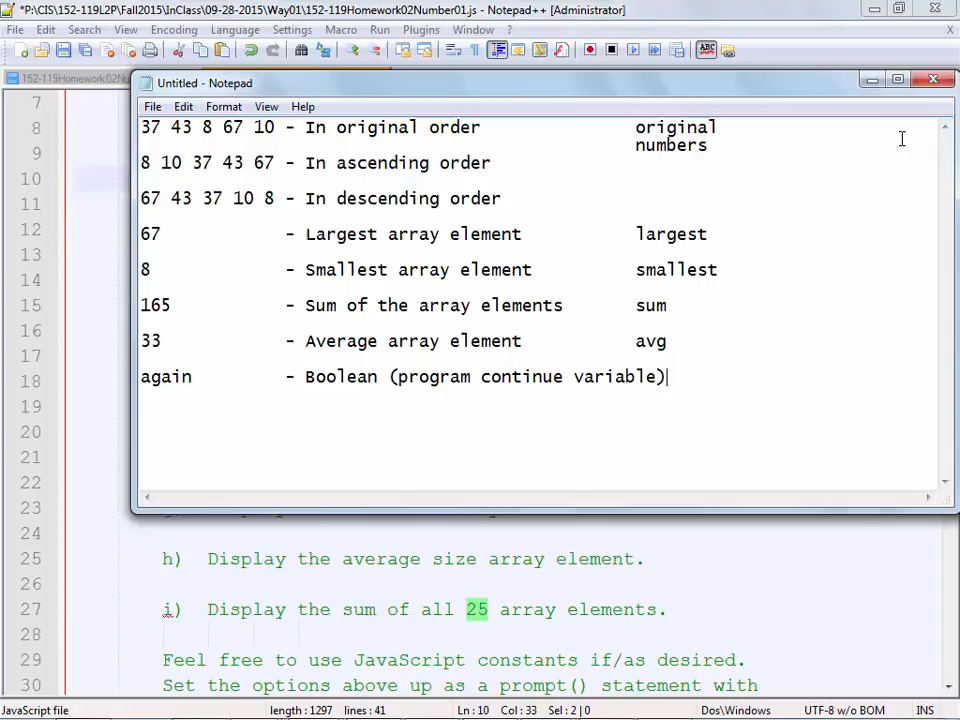 *P:\CIS\152-119L2P\Fall2015\InClass\09-28-2015\Way01\152-119Homework02Number01.js - Notepad++ [Administrator]
File Edit Search View Encoding Language Settings Macro Run Plugins Window ? X
152-119Homework02Nu
Untitled - Notepad
File Edit Format View Help
37 43 8 67 10 - In original order original
numbers
8 10 37 43 67 - In ascending order
67 43 37 10 8 - In descending order
67 - Largest array element largest
8 - Smallest array element smallest
165 - Sum of the array elements sum
33 - Average array element avg
again - Boolean (program continue variable)
7
8
9
10
11
12
13
14
15
16
17
18
19
20
21
22
23
24
25 h) Display the average size array element.
26
27 i) Display the sum of all 25 array elements.
28
29 Feel free to use JavaScript constants if/as desired.
30 Set the options above up as a prompt() statement with
JavaScript file length : 1297 lines : 41 Ln : 10 Col : 33 Sel : 2 | 0 Dos\Windows UTF-8 w/o BOM INS